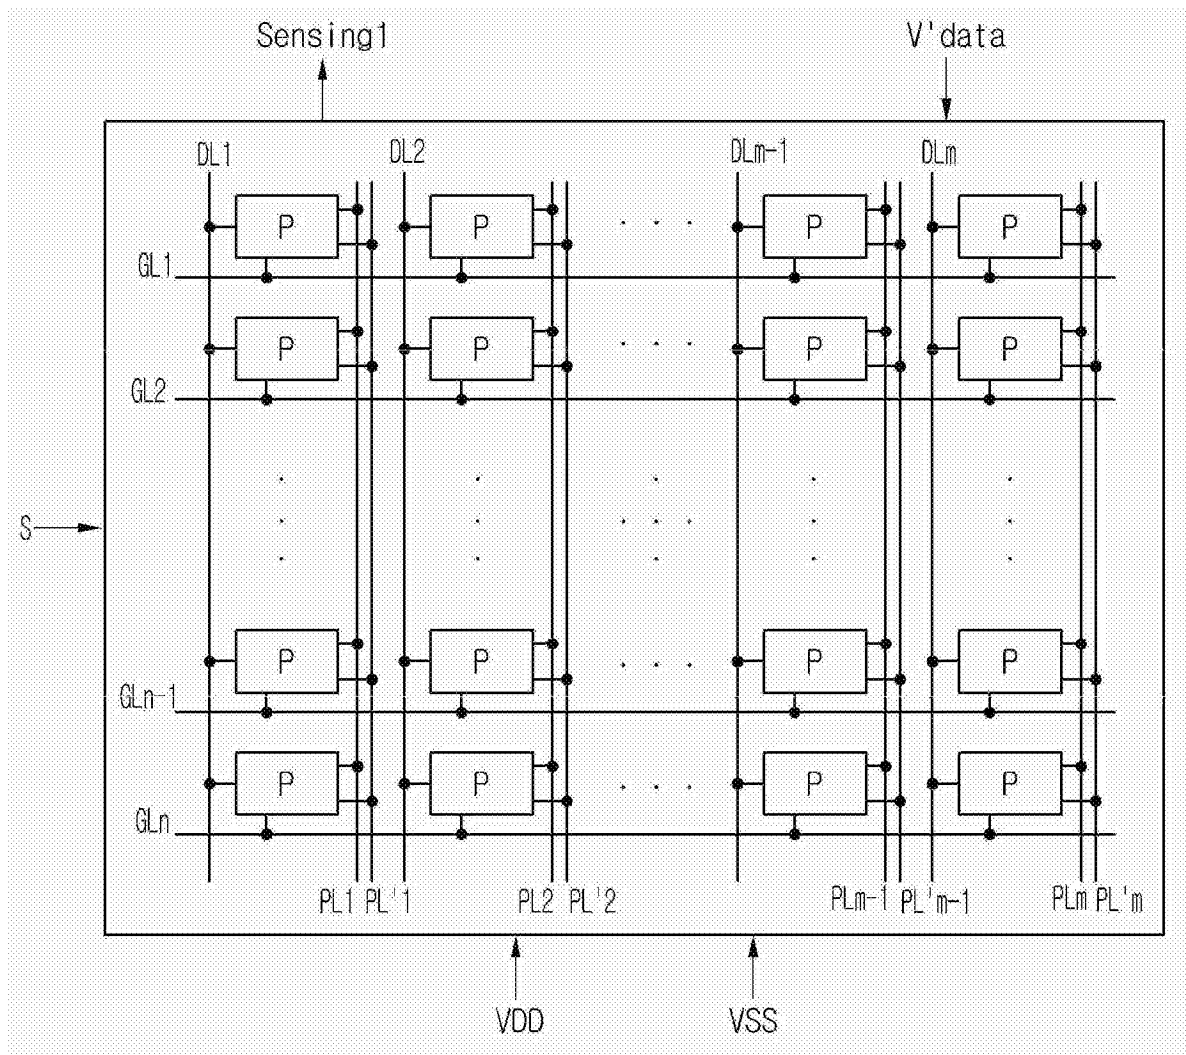 Sensing1 V'data
DL1 DL2 DLm-1 DLm
P P P P
GL1
P P P P
GL2
S
P P P P
GLn-1
P P P P
GLn
PL1 PL'1 PL2 PL'2 PLm-1 PL'm-1 PLm PL'm
VDD VSS